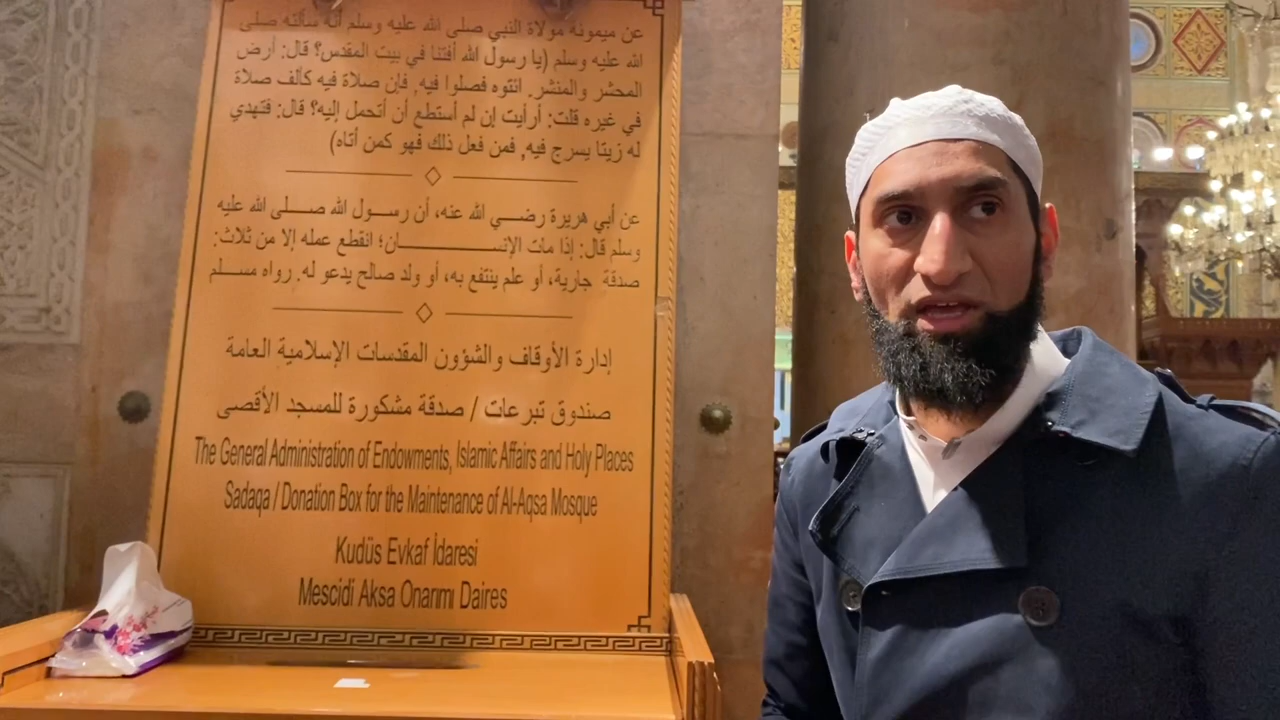 عن ميمونة مولاة النبي صلى الله عليه وسلم أنه سألته صلى
الله عليه وسلم (يا رسول الله أفتنا في بيت المقدس؟ قال: أرض
المحشر والمنشر. ائتوه فصلوا فيه, فإن صلاة فيه كألف صلاة
في غيره قلت: أرأيت إن لم أستطع أن أتحمل إليه؟ قال: فتهدي
له زيتا يسرج فيه, فمن فعل ذلك فهو كمن أتاه)
عن أبي هريرة رضي الله عنه، أن رسول الله صلى الله عليه
وسلم قال: إذا مات الإنسان؛ انقطع عمله إلا من ثلاث:
صدقة جارية، أو علم ينتفع به، أو ولد صالح يدعو له. رواه مسلم
إدارة الأوقاف والشؤون المقدسات الإسلامية العامة
صندوق تبرعات / صدقة مشكورة للمسجد الأقصى
The General Administration of Endowments, Islamic Affairs and Holy Places
Sadaqa / Donation Box for the Maintenance of Al-Aqsa Mosque
Kudüs Evkaf İdaresi
Mescidi Aksa Onarımı Daires